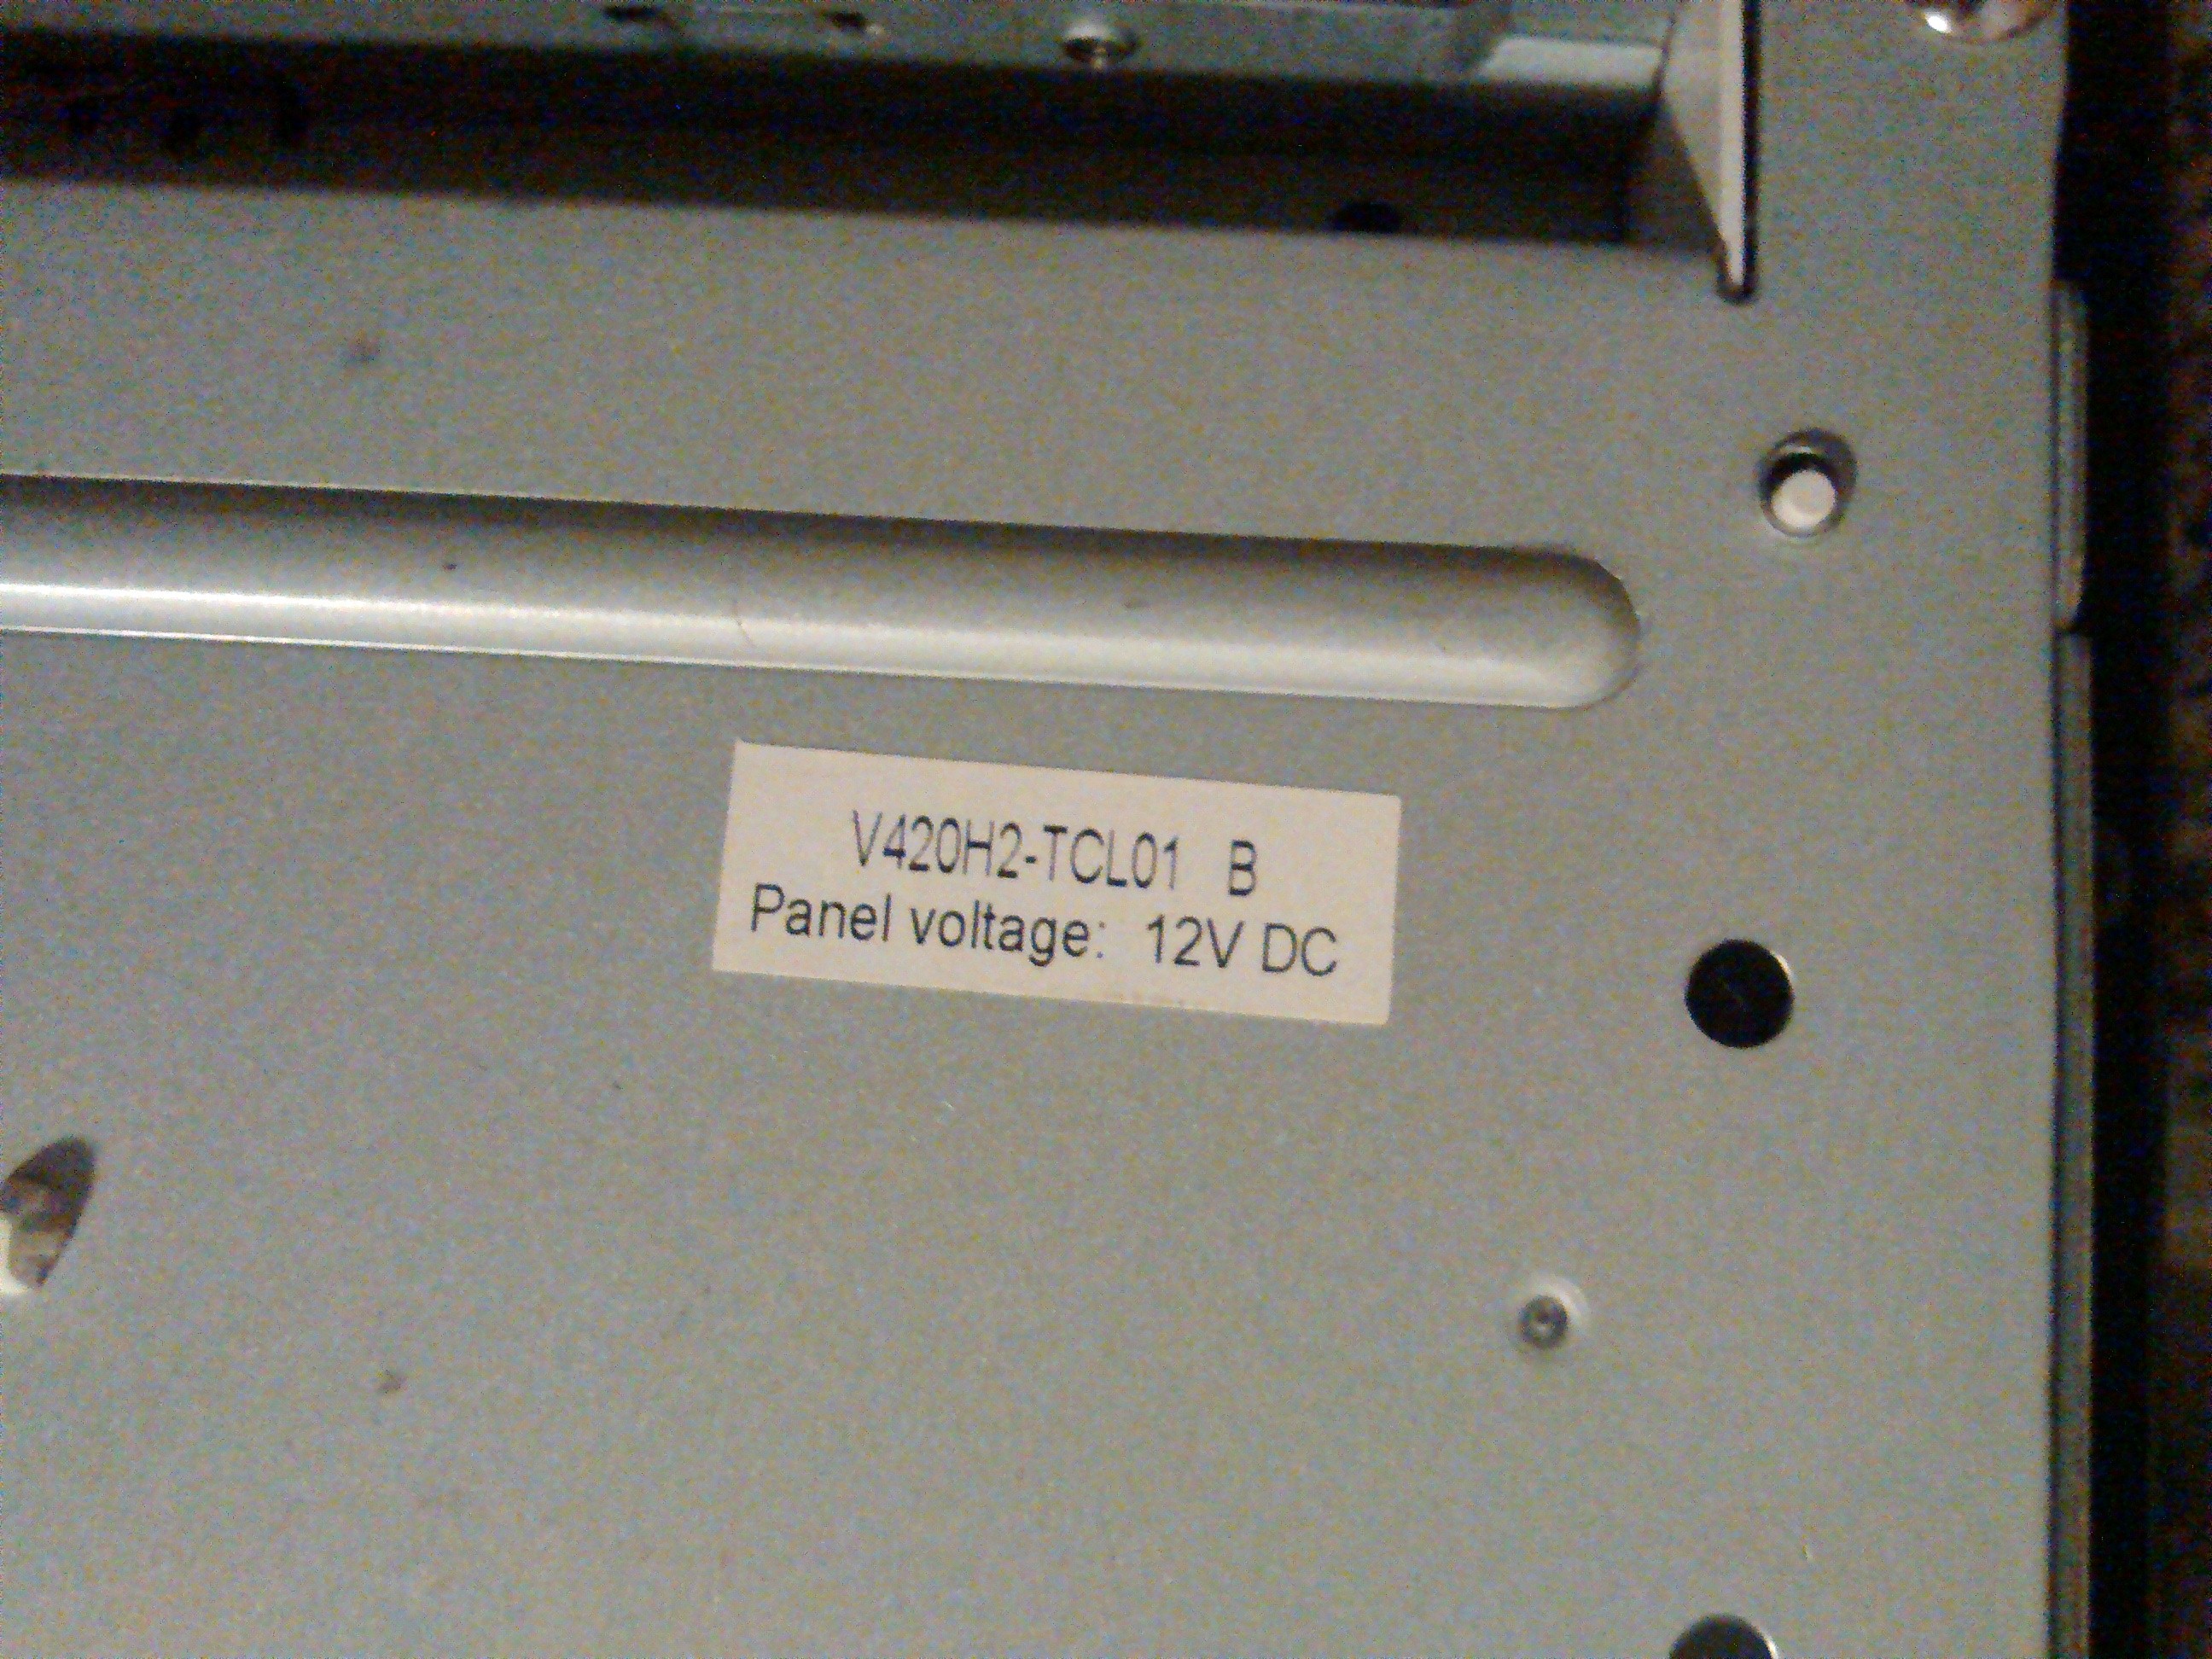 V420H2-TCL01 B
Panel voltage: 12V DC